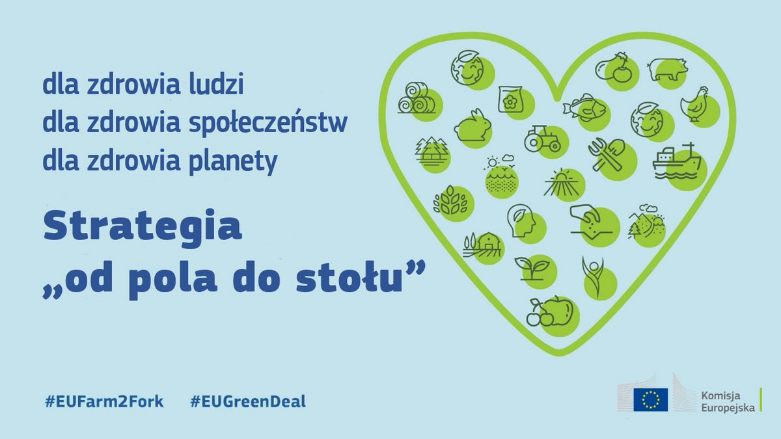 dla zdrowia ludzi
dla zdrowia społeczeństw
dla zdrowia planety
Strategia
„od pola do stołu”
#EUFarm2Fork #EUGreenDeal
Komisja
Europejska